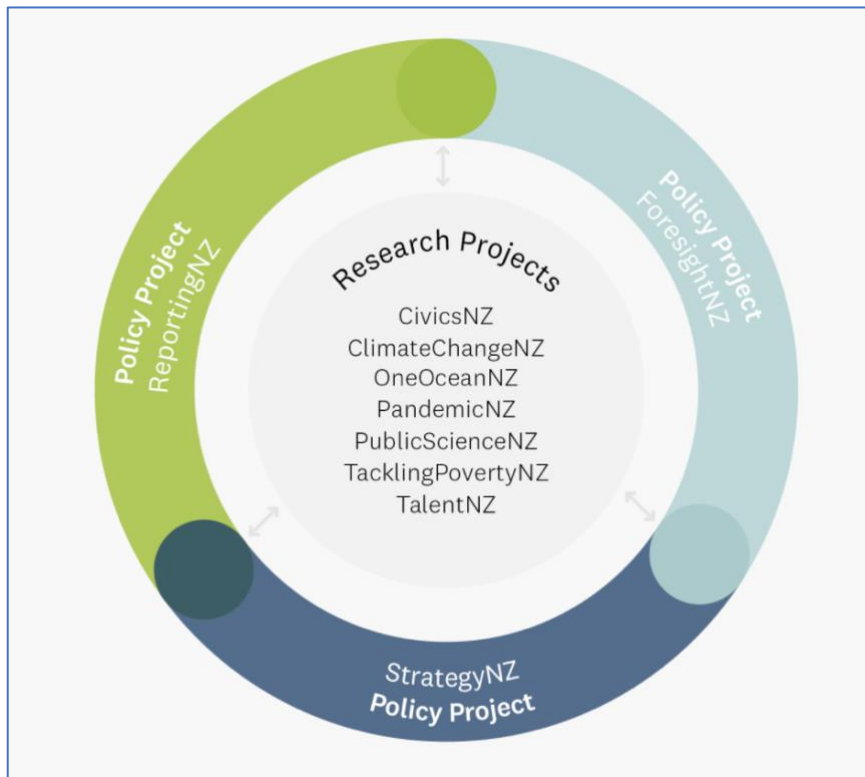 Research Projects
CivicsNZ
ClimateChangeNZ
OneOceanNZ
PandemicNZ
PublicScienceNZ
TacklingPovertyNZ
TalentNZ
Policy Project
ForesightNZ
StrategyNZ
Policy Project
Policy Project
ReportingNZ